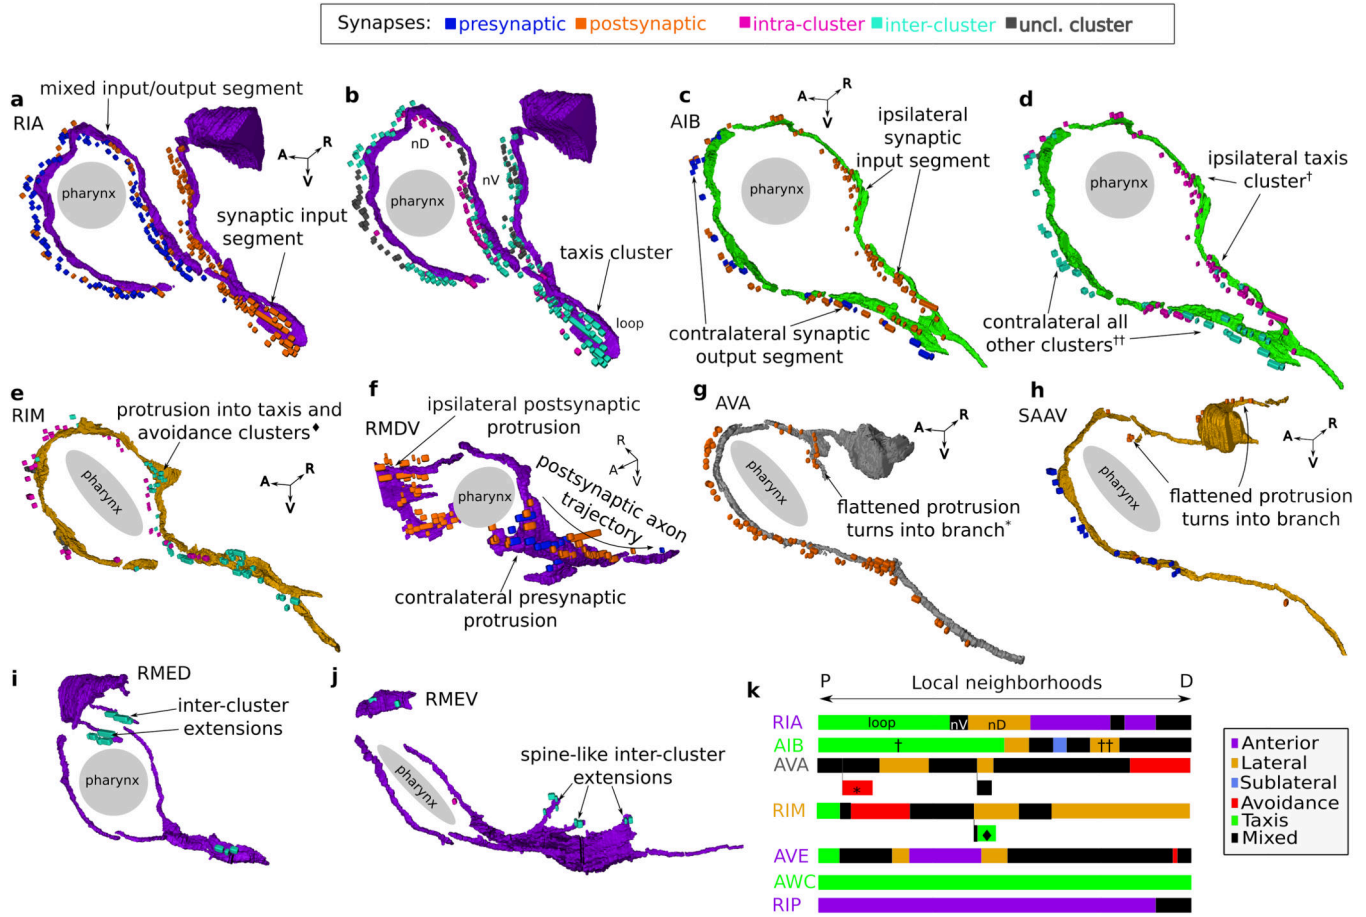 Synapses: presynaptic postsynaptic intra-cluster inter-cluster uncl. cluster
a
mixed input/output segment
RIA
pharynx
A R
V
synaptic input
segment
b
nD
nV
pharynx
taxis cluster
loop
c
AIB
A R
V
ipsilateral
synaptic
input segment
pharynx
contralateral synaptic
output segment
d
A R
V
pharynx
ipsilateral taxis
cluster†
contralateral all
other clusters††
e
RIM
protrusion into taxis and
avoidance clusters♦
pharynx
A R
V
f
ipsilateral postsynaptic
protrusion
RMDV
R
A
V
pharynx
postsynaptic axon
trajectory
contralateral presynaptic
protrusion
g
AVA
A R
V
pharynx
flattened protrusion
turns into branch*
h
SAAV
R
A
V
pharynx
flattened protrusion
turns into branch
i
RMED
inter-cluster
extensions
pharynx
j
RMEV
spine-like inter-cluster
extensions
pharynx
k
P Local neighborhoods D
RIA loop nV nD
AIB † ††
AVA
*
RIM
♦
AVE
AWC
RIP
Anterior
Lateral
Sublateral
Avoidance
Taxis
Mixed